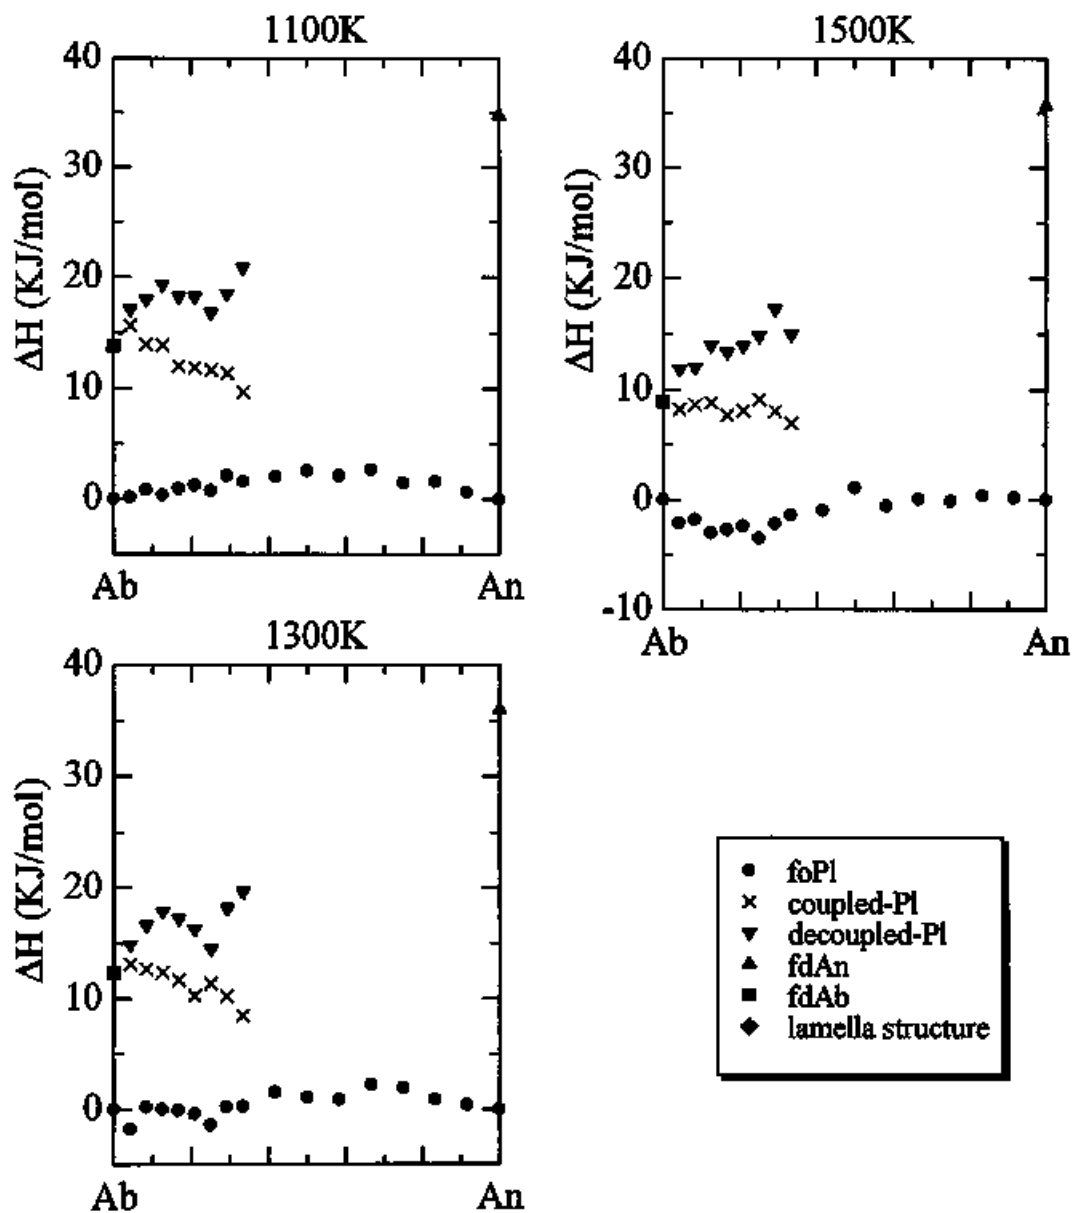 1100K
40
30
20
10
0
ΔH (KJ/mol)
Ab
An
1500K
40
30
20
10
0
-10
ΔH (KJ/mol)
Ab
An
1300K
40
30
20
10
0
ΔH (KJ/mol)
Ab
An
foPl
coupled-Pl
decoupled-Pl
fdAn
fdAb
lamella structure